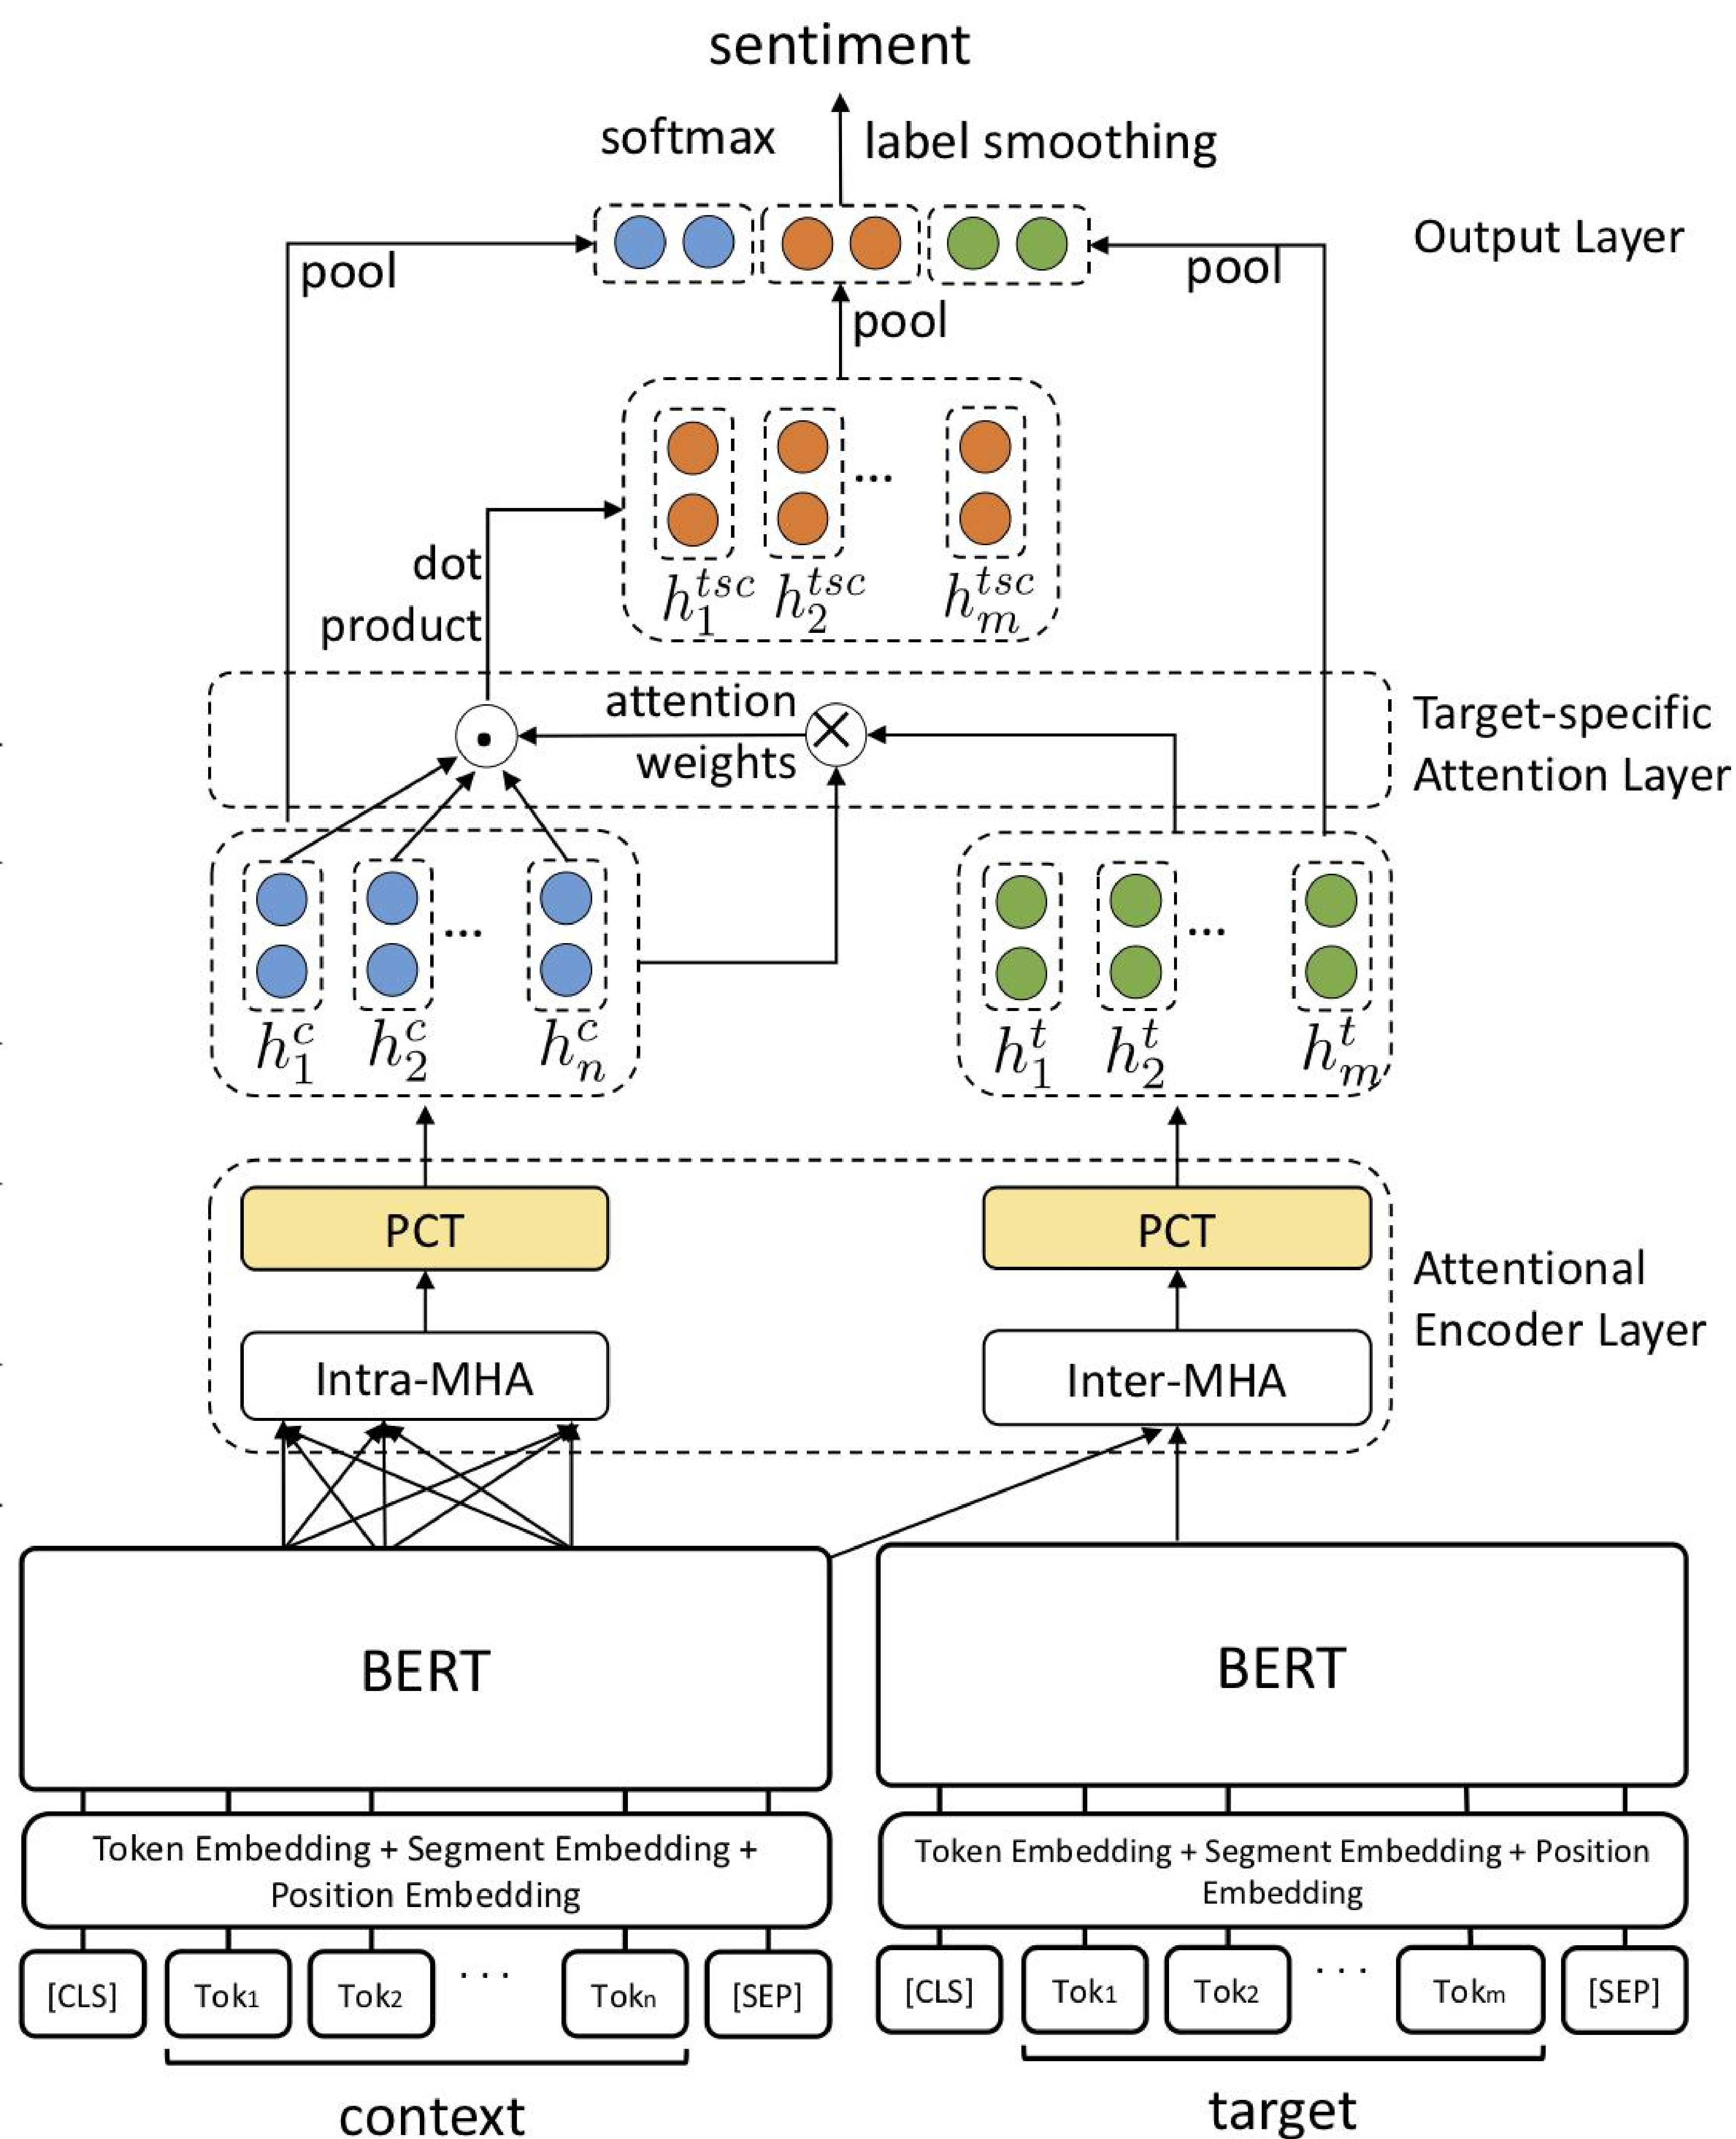 sentiment
softmax
label smoothing
Output Layer
pool
pool
pool
...
h_1^{tsc} h_2^{tsc} h_m^{tsc}
dot
product
attention
weights
Target-specific
Attention Layer
...
...
h_1^c h_2^c h_n^c
h_1^t h_2^t h_m^t
PCT
PCT
Attentional
Encoder Layer
Intra-MHA
Inter-MHA
BERT
BERT
Token Embedding + Segment Embedding +
Position Embedding
Token Embedding + Segment Embedding + Position
Embedding
[CLS] Tok1 Tok2 ... Tokn [SEP]
[CLS] Tok1 Tok2 ... Tokm [SEP]
context
target